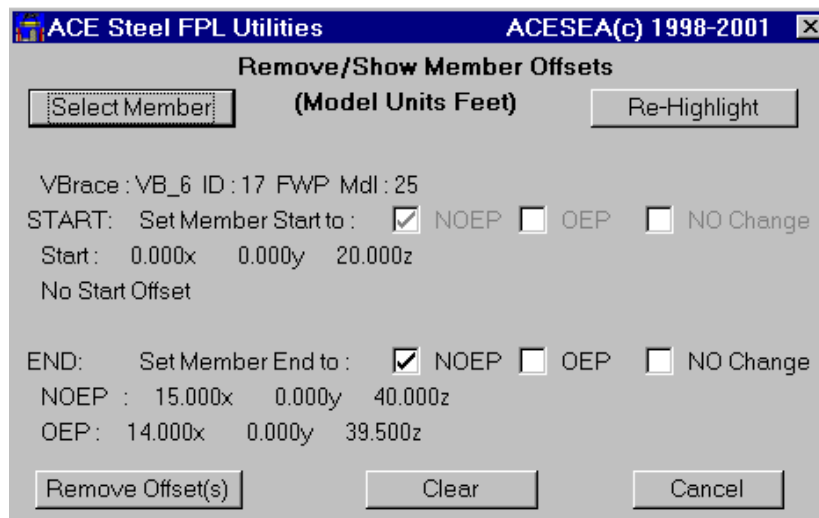 ACE Steel FPL Utilities ACESEA(c) 1998-2001
Remove/Show Member Offsets
Select Member (Model Units Feet) Re-Highlight
VBrace : VB_6 ID : 17 FWP Mdl : 25
START: Set Member Start to : NOEP OEP NO Change
Start : 0.000x 0.000y 20.000z
No Start Offset
END: Set Member End to : NOEP OEP NO Change
NOEP : 15.000x 0.000y 40.000z
OEP : 14.000x 0.000y 39.500z
Remove Offset(s) Clear Cancel